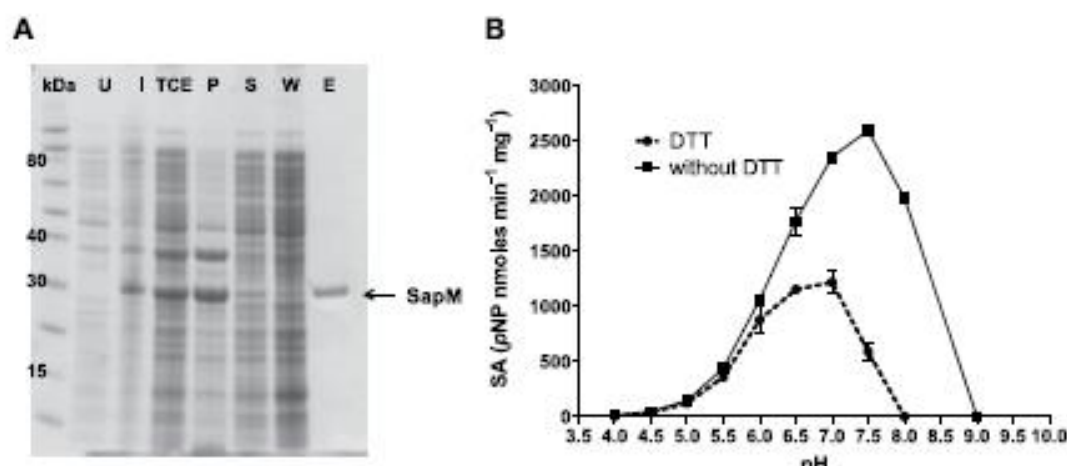 A
kDa U I TCE P S W E
80
40
30
15
SapM
B
SA (pNP nmoles min⁻¹ mg⁻¹)
3000
2500
2000
1500
1000
500
0
DTT
without DTT
3.5 4.0 4.5 5.0 5.5 6.0 6.5 7.0 7.5 8.0 8.5 9.0 9.5 10.0
pH